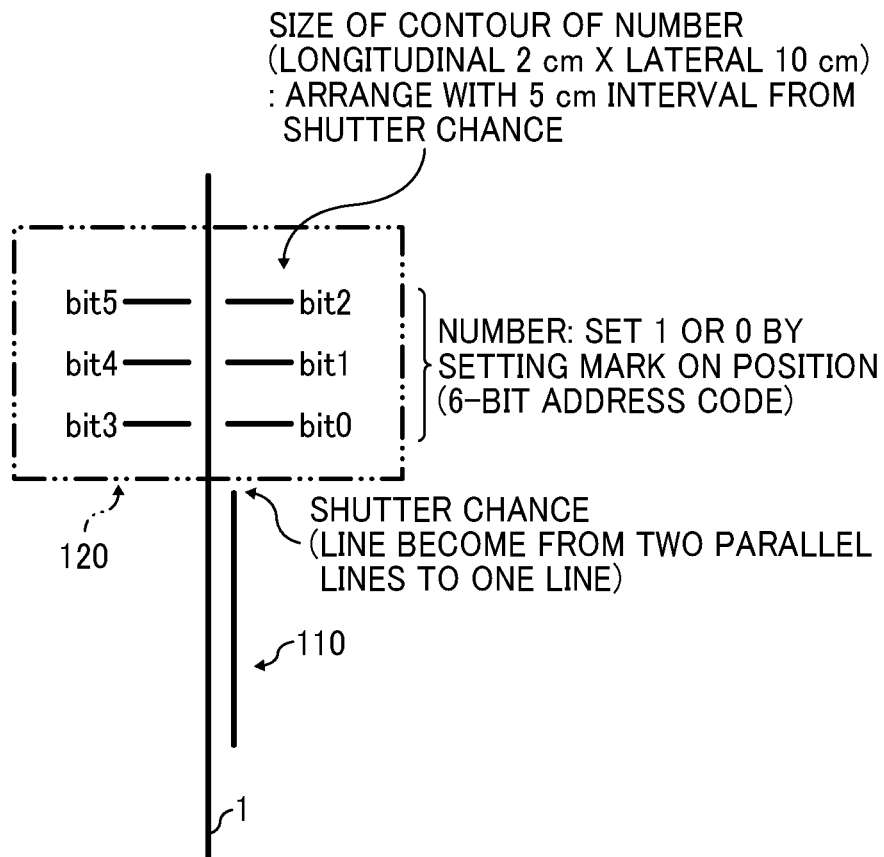 SIZE OF CONTOUR OF NUMBER
(LONGITUDINAL 2 cm X LATERAL 10 cm)
: ARRANGE WITH 5 cm INTERVAL FROM
SHUTTER CHANCE
bit5
bit2
bit4
bit1
bit3
bit0
NUMBER: SET 1 OR 0 BY
SETTING MARK ON POSITION
(6-BIT ADDRESS CODE)
120
SHUTTER CHANCE
(LINE BECOME FROM TWO PARALLEL
LINES TO ONE LINE)
110
1